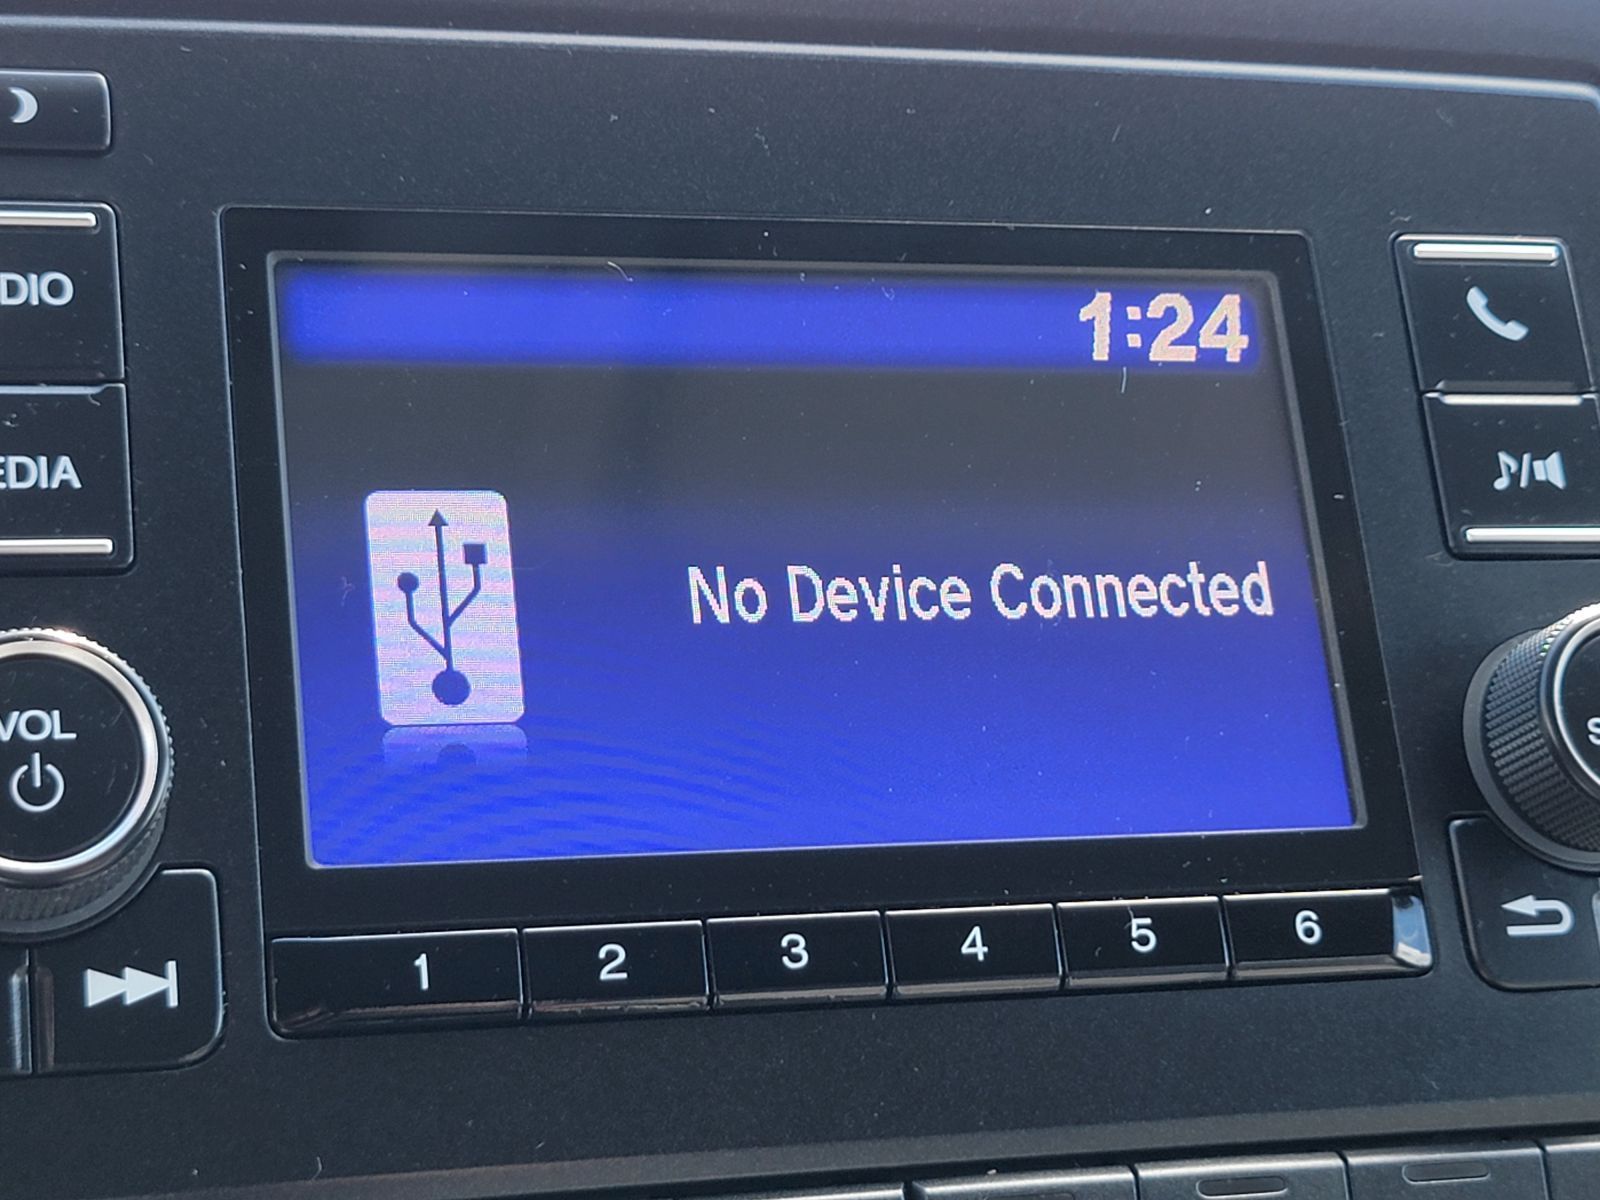 1:24
DIO
EDIA
No Device Connected
VOL
S
1 2 3 4 5 6